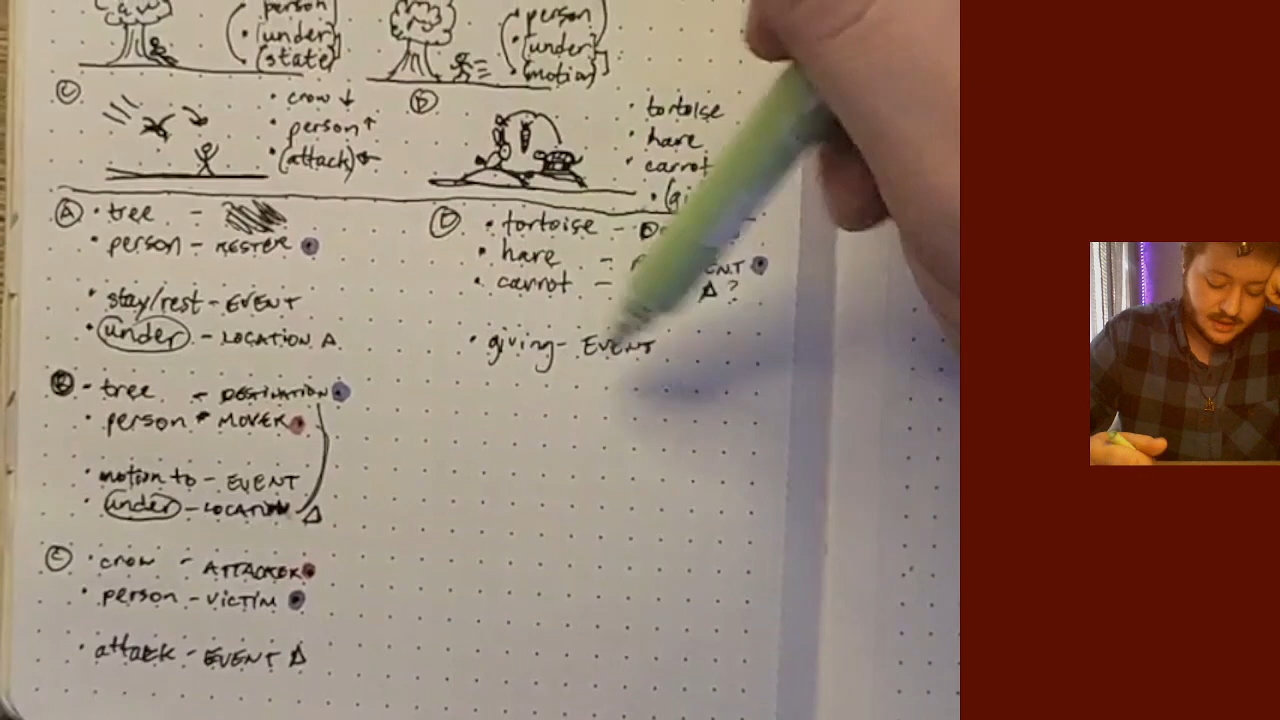 person
• (under)
• (state)
person
• (under)
• (motion)
C
• crow ↓
• person ↑
• (attack) ←
D
• tortoise
• hare
• carrot
• (gi
A • tree -
• person - RESTER
• stay/rest - EVENT
• under - LOCATION Δ
B - tree - DESTINATION
• person - MOVER
• motion to - EVENT
• under - LOCATION Δ
C • crow - ATTACKER
• person - VICTIM
• attack - EVENT Δ
D • tortoise -
• hare -
• carrot - Δ ?
• giving - EVENT